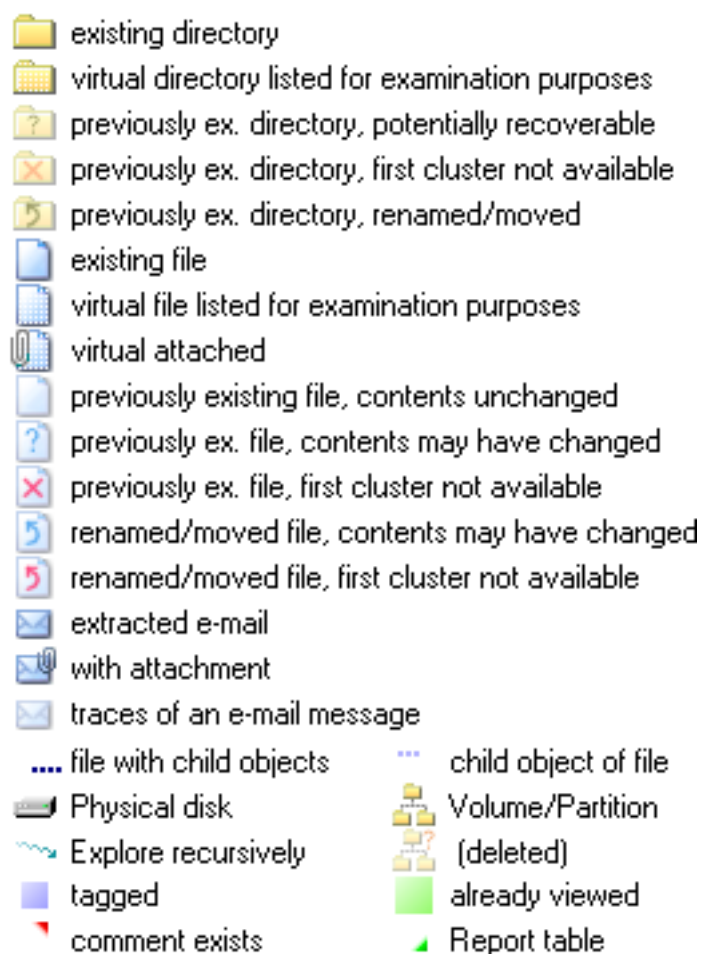 existing directory
virtual directory listed for examination purposes
previously ex. directory, potentially recoverable
previously ex. directory, first cluster not available
previously ex. directory, renamed/moved
existing file
virtual file listed for examination purposes
virtual attached
previously existing file, contents unchanged
previously ex. file, contents may have changed
previously ex. file, first cluster not available
renamed/moved file, contents may have changed
renamed/moved file, first cluster not available
extracted e-mail
with attachment
traces of an e-mail message
file with child objects child object of file
Physical disk Volume/Partition
Explore recursively (deleted)
tagged already viewed
comment exists Report table